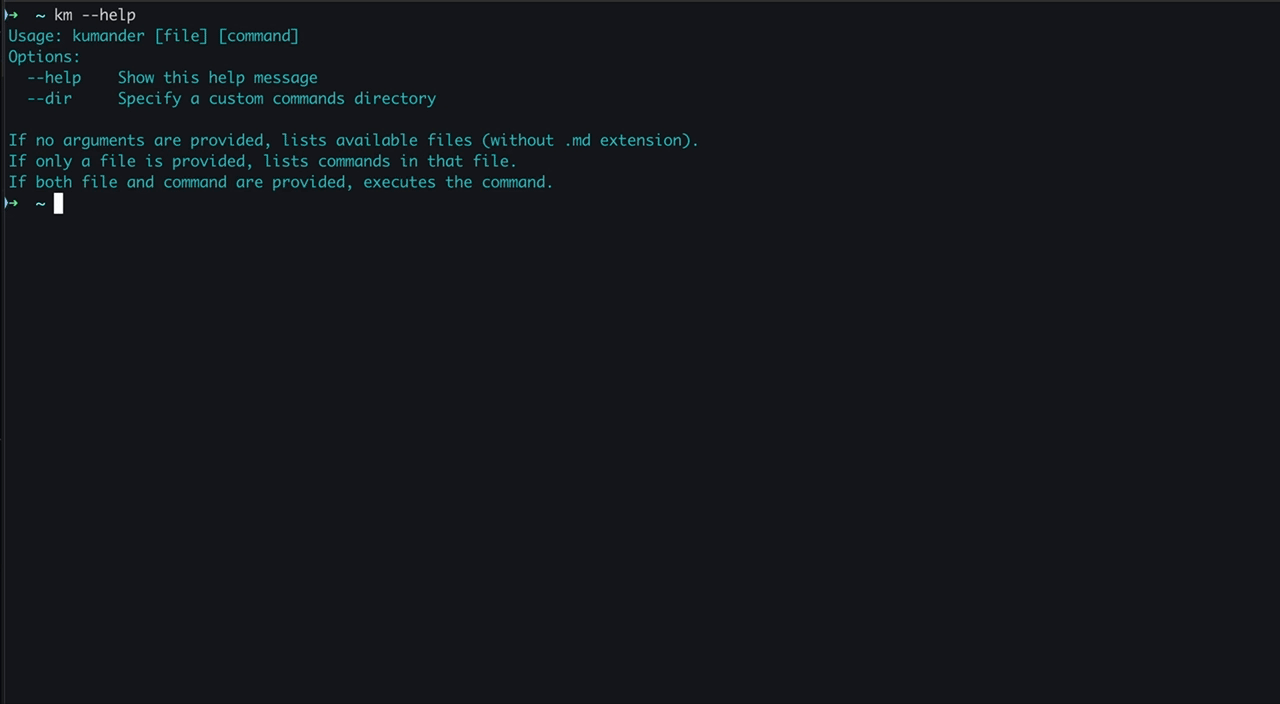 ➜ ~ km --help
Usage: kumander [file] [command]
Options:
  --help    Show this help message
  --dir     Specify a custom commands directory

If no arguments are provided, lists available files (without .md extension).
If only a file is provided, lists commands in that file.
If both file and command are provided, executes the command.
➜ ~